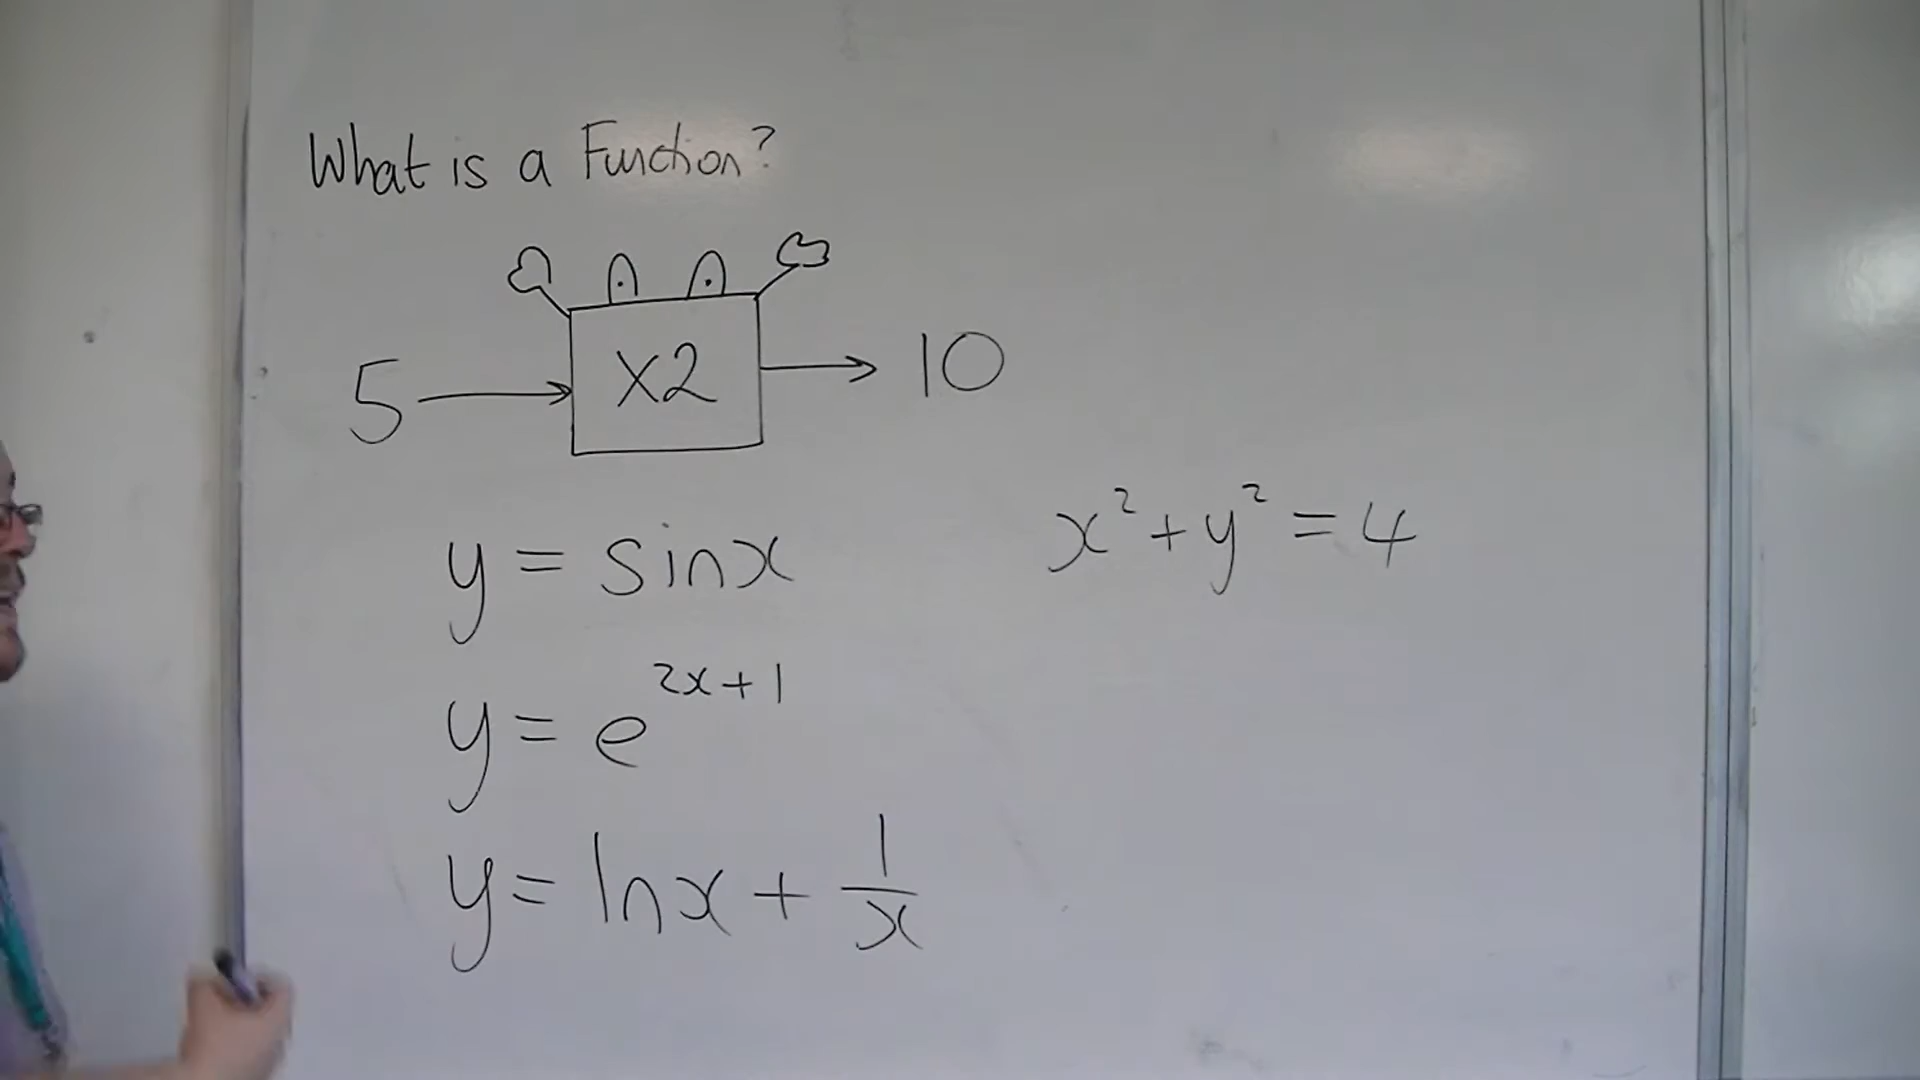 What is a Function?
5 → x2 → 10
y = sinx
x² + y² = 4
y = e^(2x+1)
y = lnx + 1/x